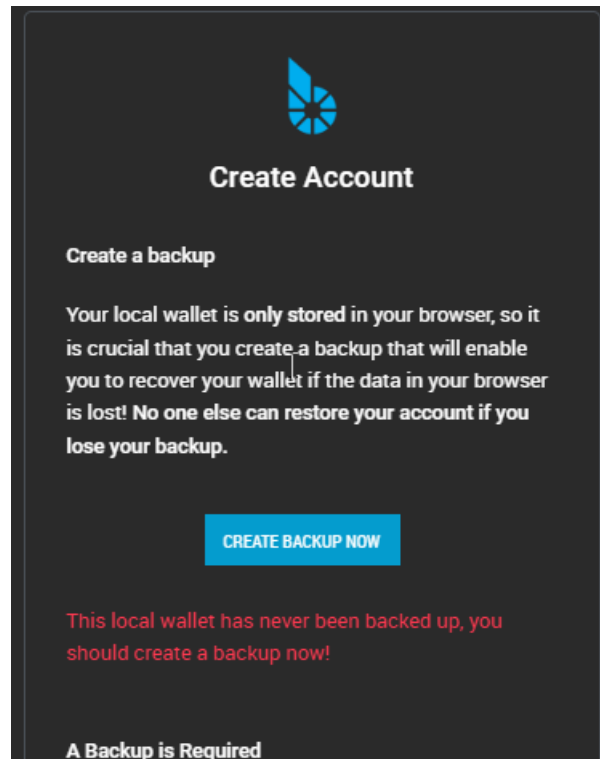 Create Account
Create a backup
Your local wallet is only stored in your browser, so it
is crucial that you create a backup that will enable
you to recover your wallet if the data in your browser
is lost! No one else can restore your account if you
lose your backup.
CREATE BACKUP NOW
This local wallet has never been backed up, you
should create a backup now!
A Backup is Required